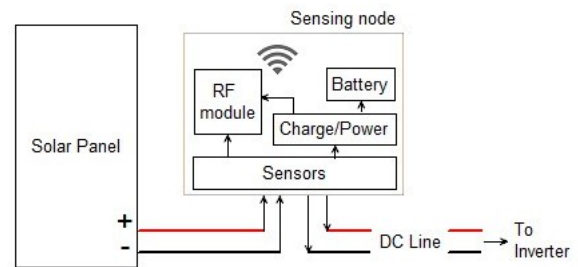 Sensing node
Solar Panel
RF
module
Battery
Charge/Power
Sensors
+
-
DC Line
To
Inverter